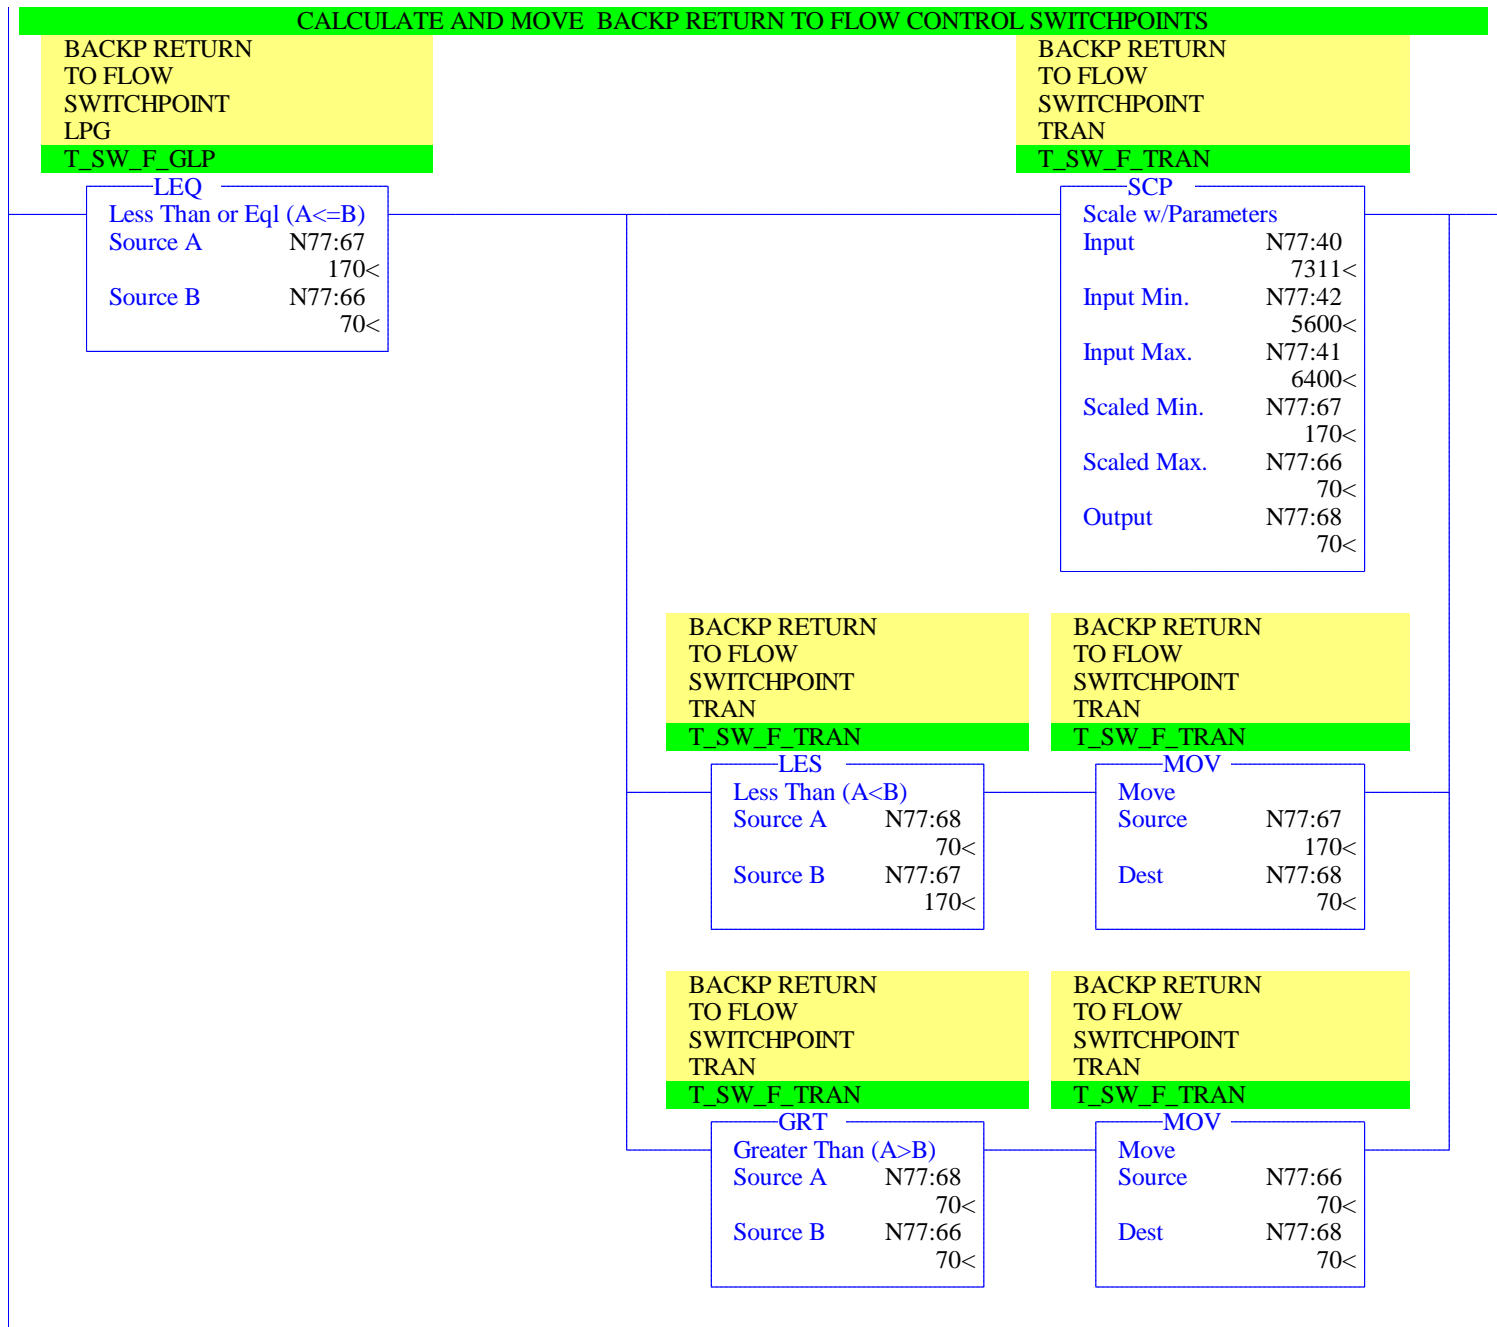 CALCULATE AND MOVE  BACKP RETURN TO FLOW CONTROL SWITCHPOINTS
BACKP RETURN
TO FLOW
SWITCHPOINT
LPG
T_SW_F_GLP
LEQ
Less Than or Eql (A<=B)
Source A N77:67
170<
Source B N77:66
70<
BACKP RETURN
TO FLOW
SWITCHPOINT
TRAN
T_SW_F_TRAN
SCP
Scale w/Parameters
Input N77:40
7311<
Input Min. N77:42
5600<
Input Max. N77:41
6400<
Scaled Min. N77:67
170<
Scaled Max. N77:66
70<
Output N77:68
70<
BACKP RETURN
TO FLOW
SWITCHPOINT
TRAN
T_SW_F_TRAN
LES
Less Than (A<B)
Source A N77:68
70<
Source B N77:67
170<
BACKP RETURN
TO FLOW
SWITCHPOINT
TRAN
T_SW_F_TRAN
MOV
Move
Source N77:67
170<
Dest N77:68
70<
BACKP RETURN
TO FLOW
SWITCHPOINT
TRAN
T_SW_F_TRAN
GRT
Greater Than (A>B)
Source A N77:68
70<
Source B N77:66
70<
BACKP RETURN
TO FLOW
SWITCHPOINT
TRAN
T_SW_F_TRAN
MOV
Move
Source N77:66
70<
Dest N77:68
70<